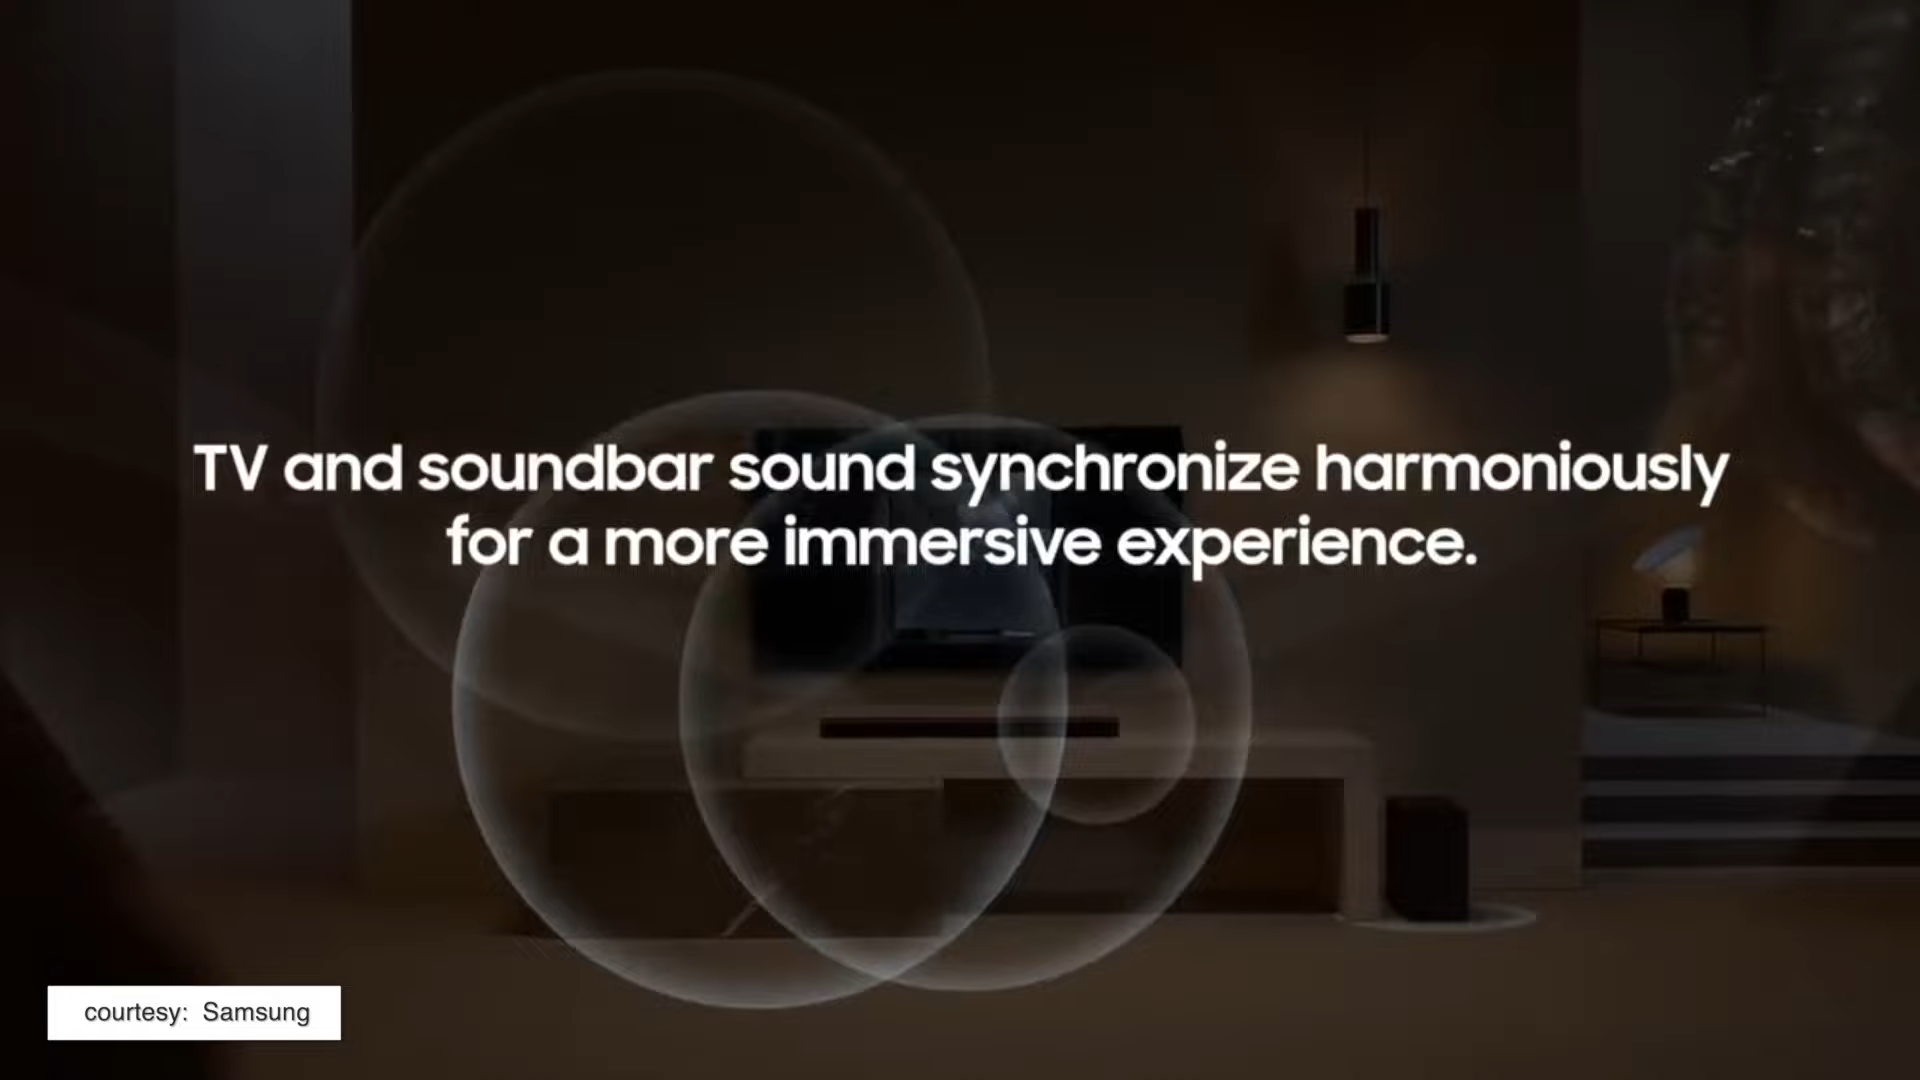 TV and soundbar sound synchronize harmoniously
for a more immersive experience.
courtesy: Samsung